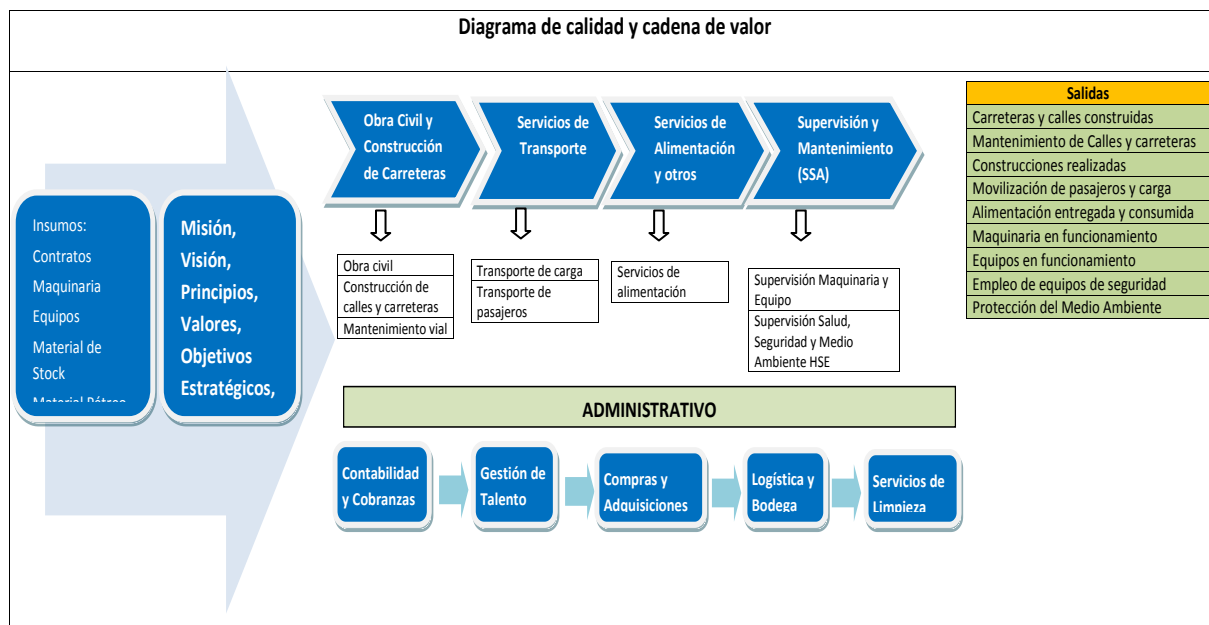 Diagrama de calidad y cadena de valor
Insumos:
Contratos
Maquinaria
Equipos
Material de
Stock
Misión,
Visión,
Principios,
Valores,
Objetivos
Estratégicos,
Obra Civil y
Construcción
de Carreteras
Servicios de
Transporte
Servicios de
Alimentación
y otros
Supervisión y
Mantenimiento
(SSA)
Obra civil
Construcción de
calles y carreteras
Mantenimiento vial
Transporte de carga
Transporte de
pasajeros
Servicios de
alimentación
Supervisión Maquinaria y
Equipo
Supervisión Salud,
Seguridad y Medio
Ambiente HSE
Salidas
Carreteras y calles construidas
Mantenimiento de Calles y carreteras
Construcciones realizadas
Movilización de pasajeros y carga
Alimentación entregada y consumida
Maquinaria en funcionamiento
Equipos en funcionamiento
Empleo de equipos de seguridad
Protección del Medio Ambiente
ADMINISTRATIVO
Contabilidad
y Cobranzas
Gestión de
Talento
Compras y
Adquisiciones
Logística y
Bodega
Servicios de
Limpieza